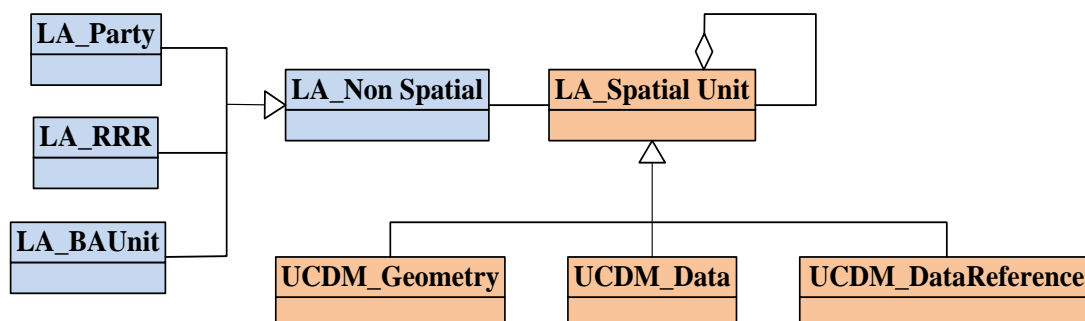 LA_Party
LA_Non Spatial
LA_Spatial Unit
LA_RRR
LA_BAUnit
UCDM_Geometry
UCDM_Data
UCDM_DataReference